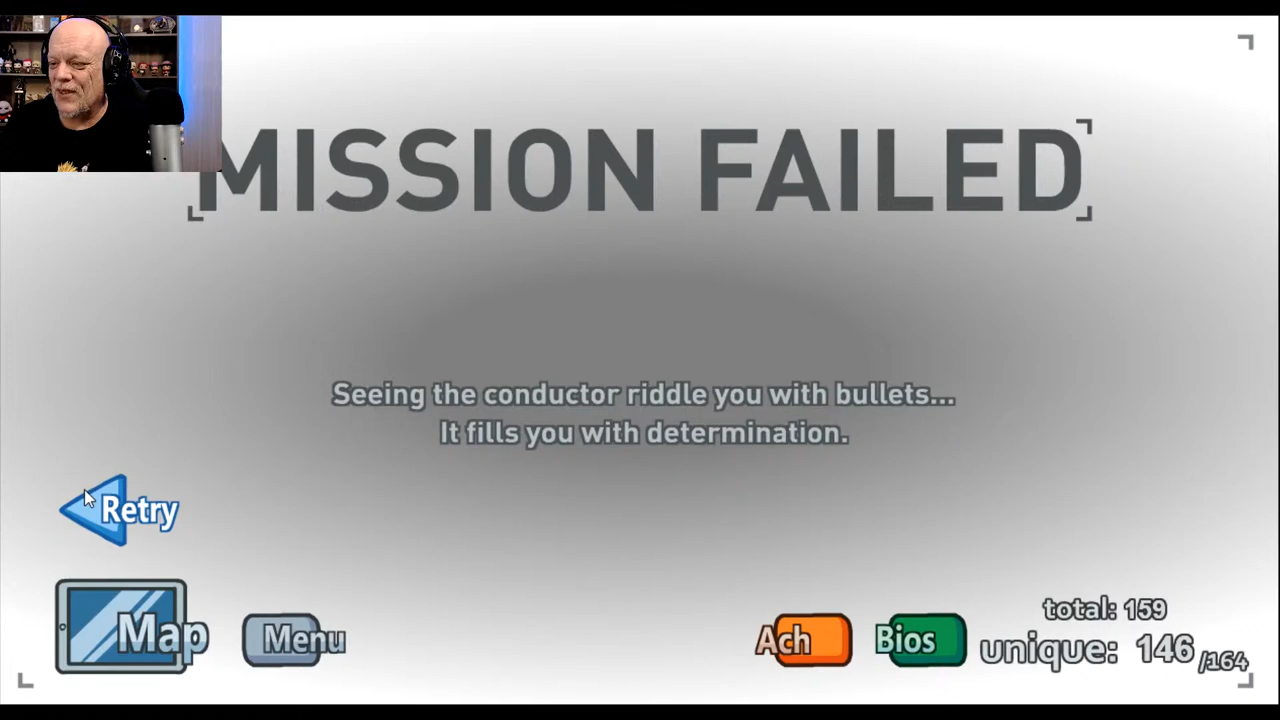 MISSION FAILED
Seeing the conductor riddle you with bullets...
It fills you with determination.
Retry
Map
Menu
Ach
Bios
total: 159
unique: 146 /164